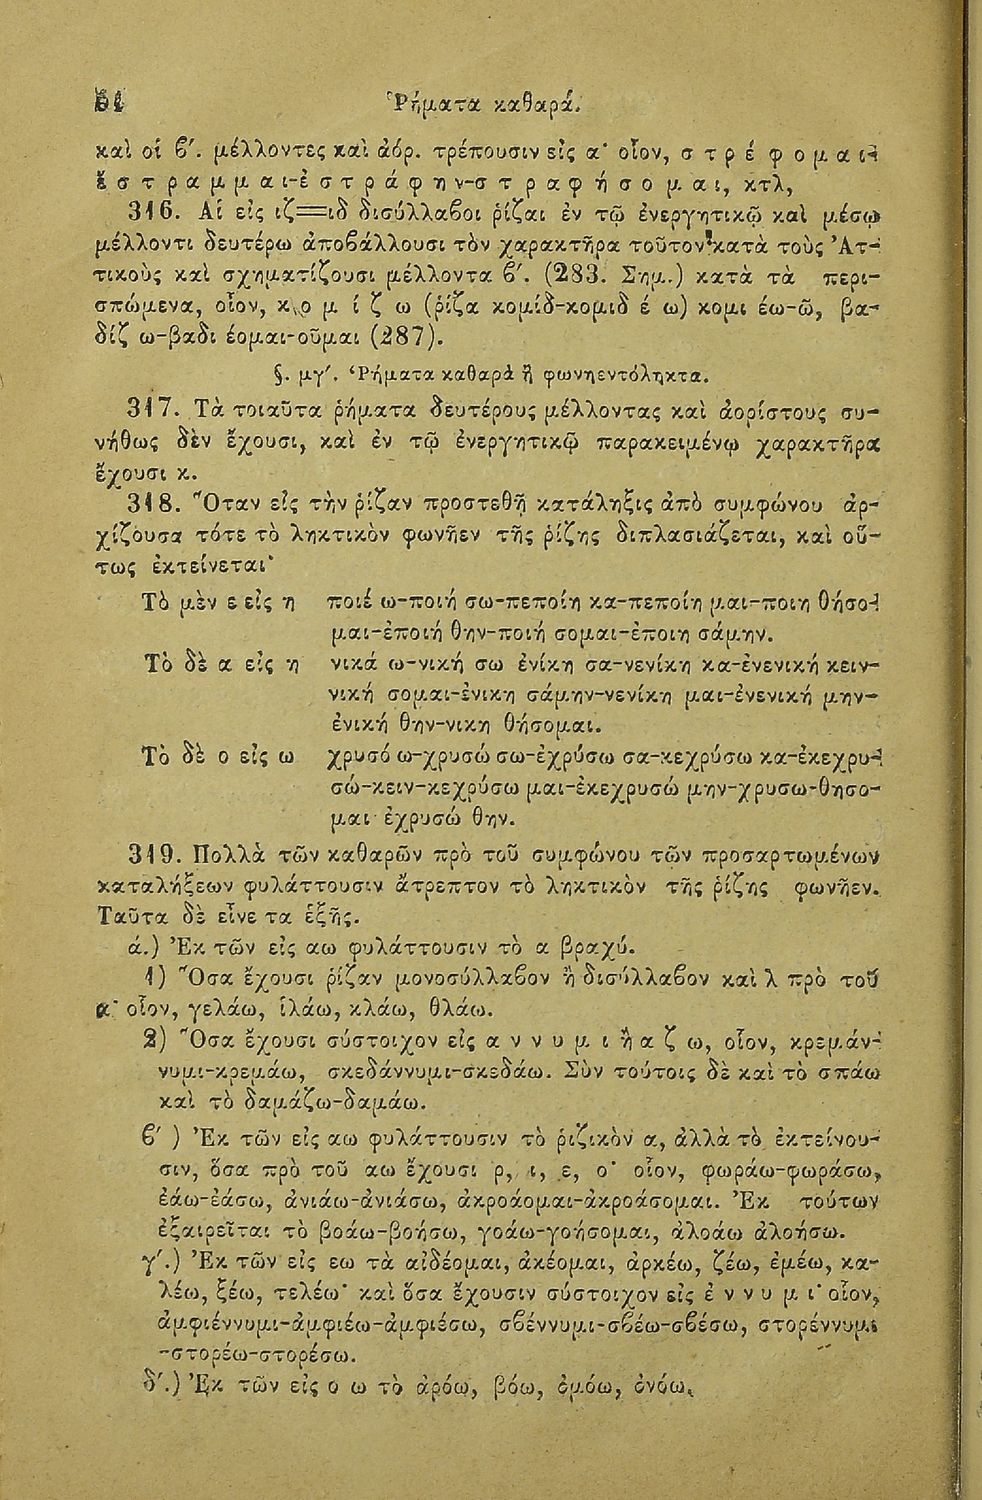 54 Ῥήματα καθαρά.
καὶ οἱ β΄. μέλλοντες καὶ ἀόρ. τρέπουσιν εἰς α· οἷον, σ τ ρ έ φ ο μ α ι-
ἔ σ τ ρ α μ μ α ι-ἐ σ τ ρ ά φ η ν-σ τ ρ α φ ή σ ο μ α ι, κτλ,
316. Αἱ εἰς ιζ=ιδ δισύλλαβοι ῥίζαι ἐν τῷ ἐνεργητικῷ καὶ μέσῳ
μέλλοντι δευτέρω ἀποβάλλουσι τὸν χαρακτῆρα τοῦτον κατὰ τοὺς Ἀτ-
τικοὺς καὶ σχηματίζουσι μέλλοντα β΄. (283. Σημ.) κατὰ τὰ περι-
σπώμενα, οἷον, κ ο μ ί ζ ω (ῥίζα κομίδ-κομιδ έ ω) κομι έω-ῶ, βα-
δίζ ω-βαδι έομαι-οῦμαι (287).
§. μγ΄. Ῥήματα καθαρὰ ἢ φωνηεντόληκτα.
317. Τὰ τοιαῦτα ῥήματα δευτέρους μέλλοντας καὶ ἀορίστους συ-
νήθως δὲν ἔχουσι, καὶ ἐν τῷ ἐνεργητικῷ παρακειμένῳ χαρακτῆρα
ἔχουσι κ.
318. Ὅταν εἰς τὴν ῥίζαν προστεθῇ κατάληξις ἀπὸ συμφώνου ἀρ-
χίζουσα τότε τὸ ληκτικὸν φωνῆεν τῆς ῥίζης διπλασιάζεται, καὶ οὕ-
τως ἐκτείνεται·
Τὸ μὲν ε εἰς η ποιέ ω-ποιή σω-πεποίη κα-πεποίη μαι-ποιη θήσο-
μαι-ἐποιή θην-ποιή σομαι-ἐποιη σάμην.
Τὸ δὲ α εἰς η νικά ω-νική σω ἐνίκη σα-νενίκη κα-ἐνενική κειν-
νική σομαι-ἐνικη σάμην-νενίκη μαι-ἐνενική μην-
ἐνική θην-νικη θήσομαι.
Τὸ δὲ ο εἰς ω χρυσό ω-χρυσώ σω-ἐχρύσω σα-κεχρύσω κα-ἐκεχρυ-
σώ-κειν-κεχρύσω μαι-ἐκεχρυσώ μην-χρυσω-θησο-
μαι ἐχρυσώ θην.
319. Πολλὰ τῶν καθαρῶν πρὸ τοῦ συμφώνου τῶν προσαρτωμένων
καταλήξεων φυλάττουσιν ἄτρεπτον τὸ ληκτικὸν τῆς ῥίζης φωνῆεν.
Ταῦτα δὲ εἶνε τα ἑξῆς.
ά.) Ἐκ τῶν εἰς αω φυλάττουσιν τὸ α βραχύ.
1) Ὅσα ἔχουσι ῥίζαν μονοσύλλαβον ἢ δισύλλαβον καὶ λ πρὸ τοῦ
α· οἷον, γελάω, ἱλάω, κλάω, θλάω.
2) Ὅσα ἔχουσι σύστοιχον εἰς α ν ν υ μ ι ἢ α ζ ω, οἷον, κρεμάν-
νυμι-κρεμάω, σκεδάννυμι-σκεδάω. Σὺν τούτοις δὲ καὶ τὸ σπάω
καὶ τὸ δαμάζω-δαμάω.
β΄ ) Ἐκ τῶν εἰς αω φυλάττουσιν τὸ ῥιζικὸν α, ἀλλὰ τὸ ἐκτείνου-
σιν, ὅσα πρὸ τοῦ αω ἔχουσι ρ, ι, ε, ο· οἷον, φωράω-φωράσω,
ἐάω-ἐάσω, ἀνιάω-ἀνιάσω, ἀκροάομαι-ἀκροάσομαι. Ἐκ τούτων
ἐξαιρεῖται τὸ βοάω-βοήσω, γοάω-γοήσομαι, ἀλοάω ἀλοήσω.
γ΄.) Ἐκ τῶν εἰς εω τὰ αἰδέομαι, ἀκέομαι, ἀρκέω, ζέω, ἐμέω, κα-
λέω, ξέω, τελέω· καὶ ὅσα ἔχουσιν σύστοιχον εἰς έ ν ν υ μ ι· οἷον,
ἀμφιέννυμι-ἀμφιέω-ἀμφιέσω, σβέννυμι-σβέω-σβέσω, στορέννυμι
-στορέω-στορέσω.
δ΄.) Ἐκ τῶν εἰς ο ω τὸ ἀρόω, βόω, ὀμόω, ὀνόω,